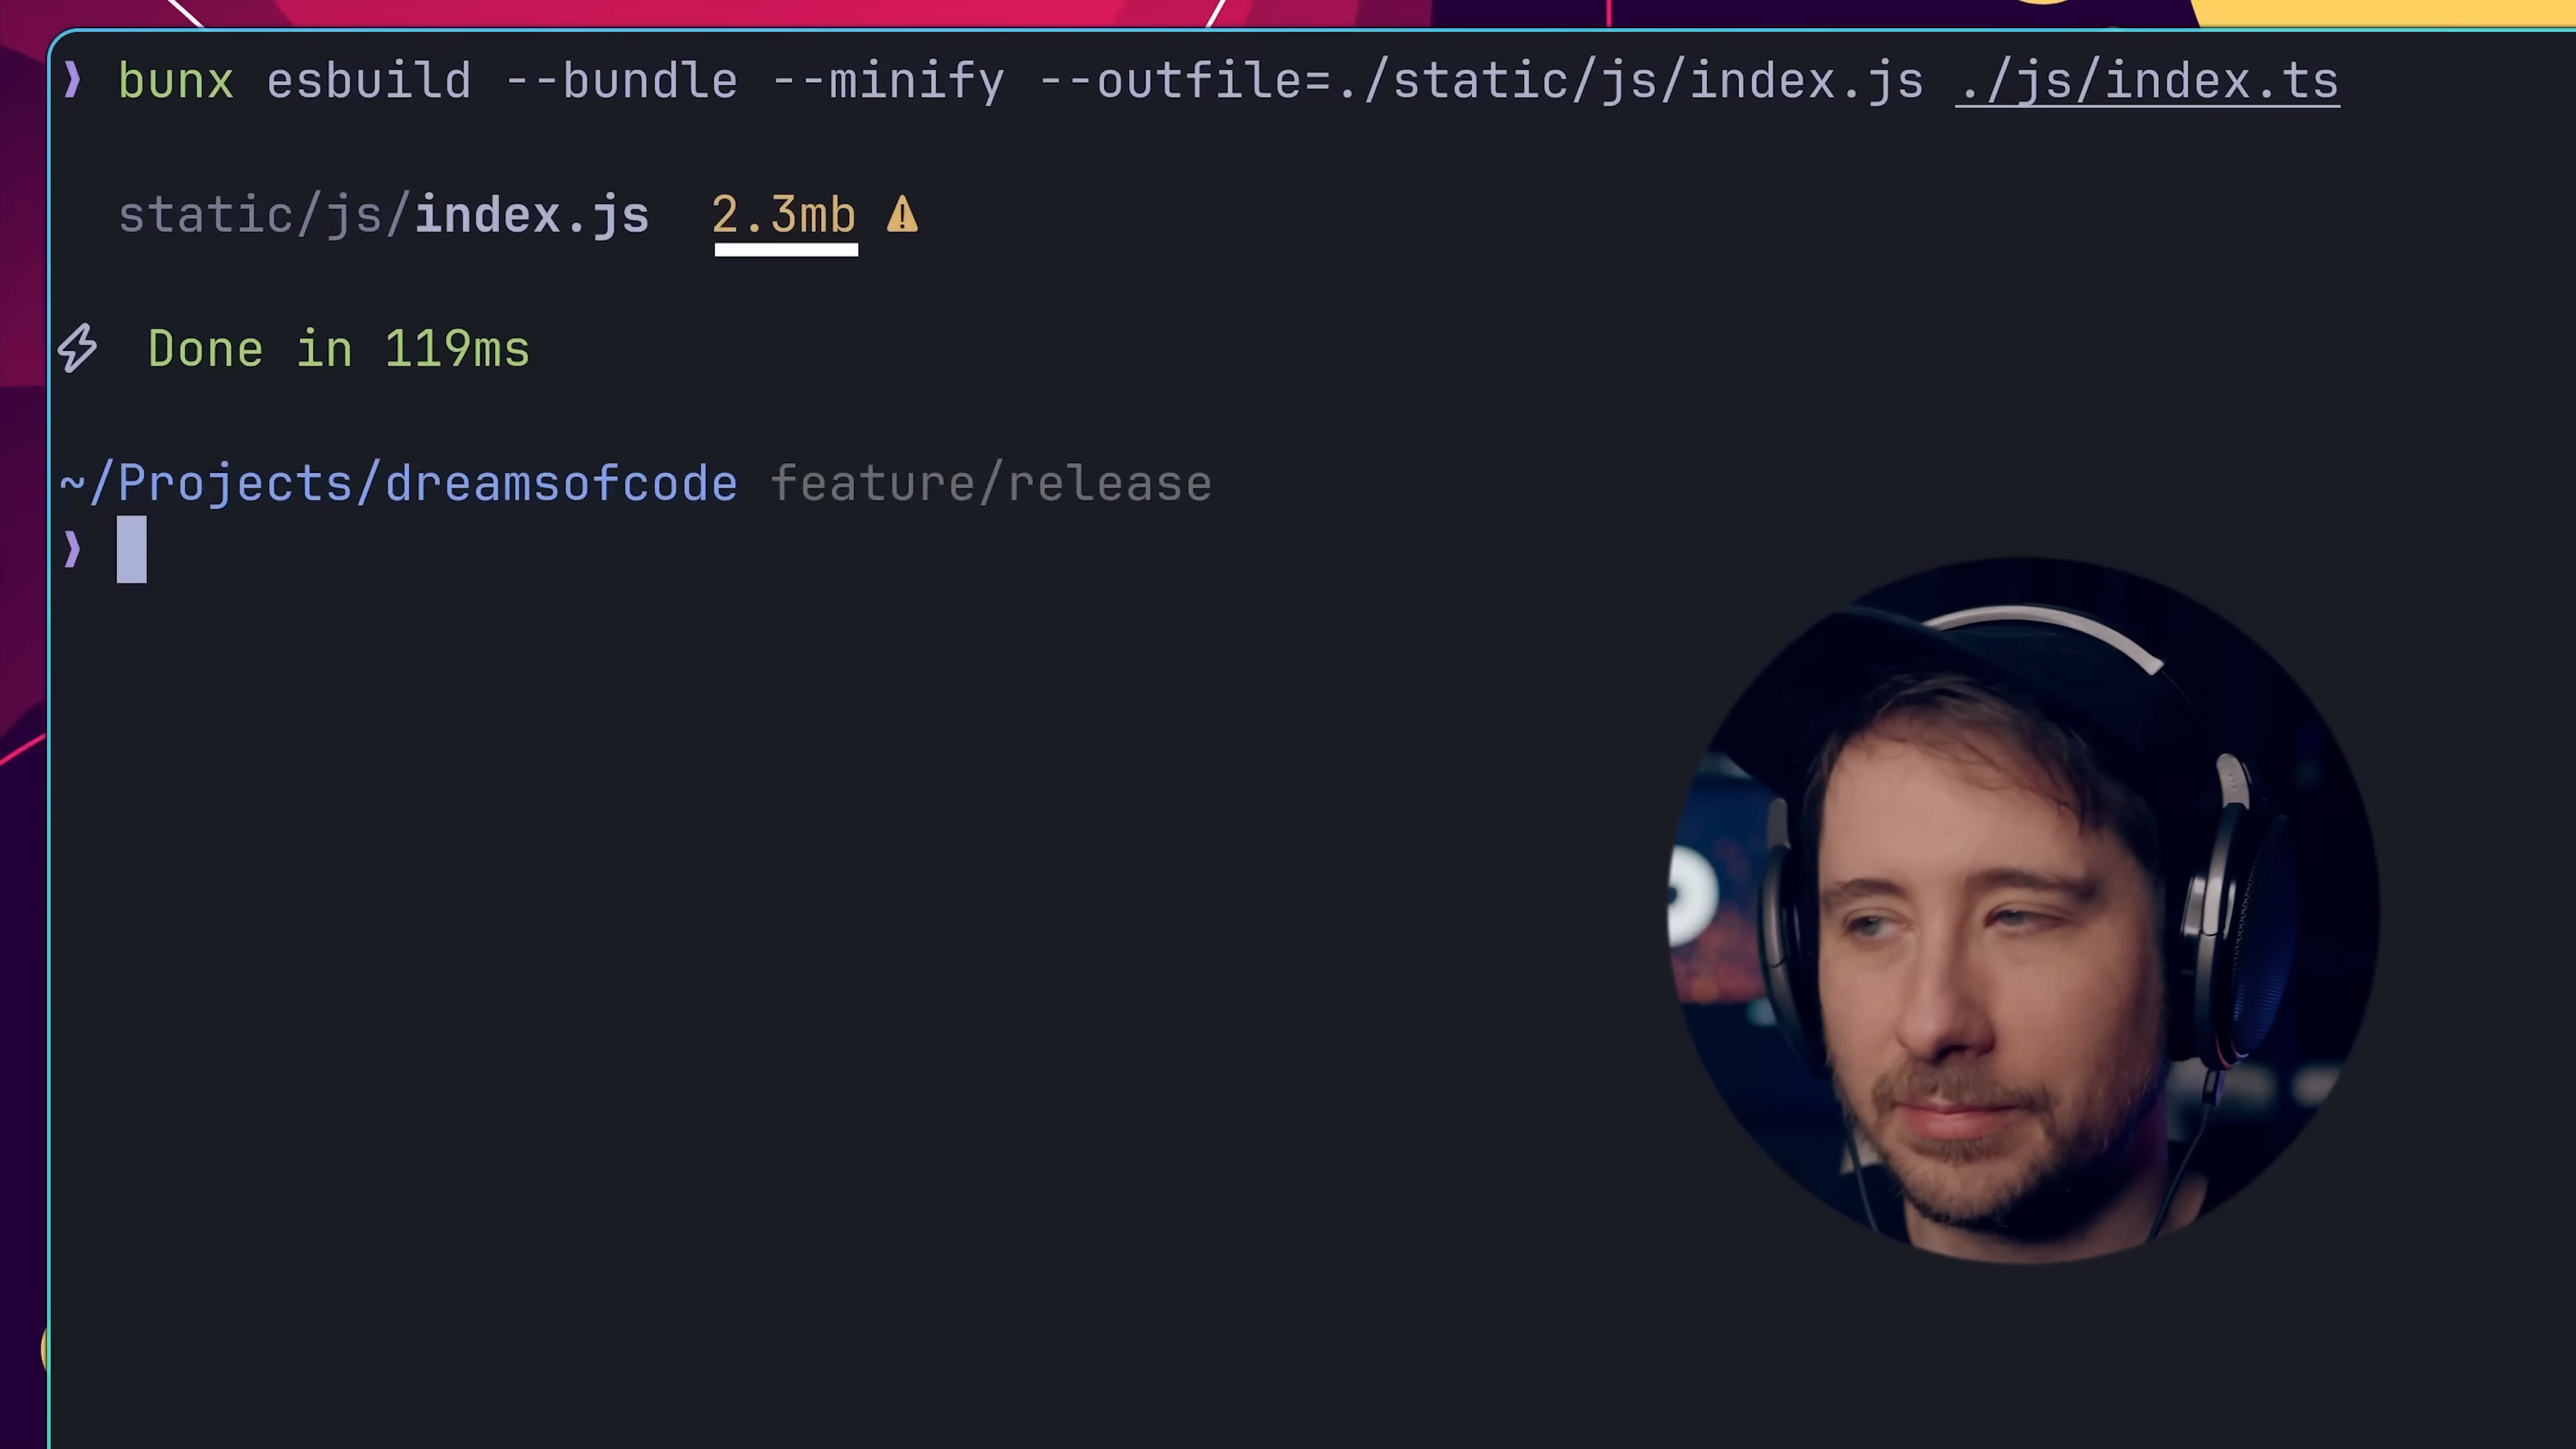 ❯ bunx esbuild --bundle --minify --outfile=./static/js/index.js ./js/index.ts
static/js/index.js 2.3mb ⚠
⚡ Done in 119ms
~/Projects/dreamsofcode feature/release
❯